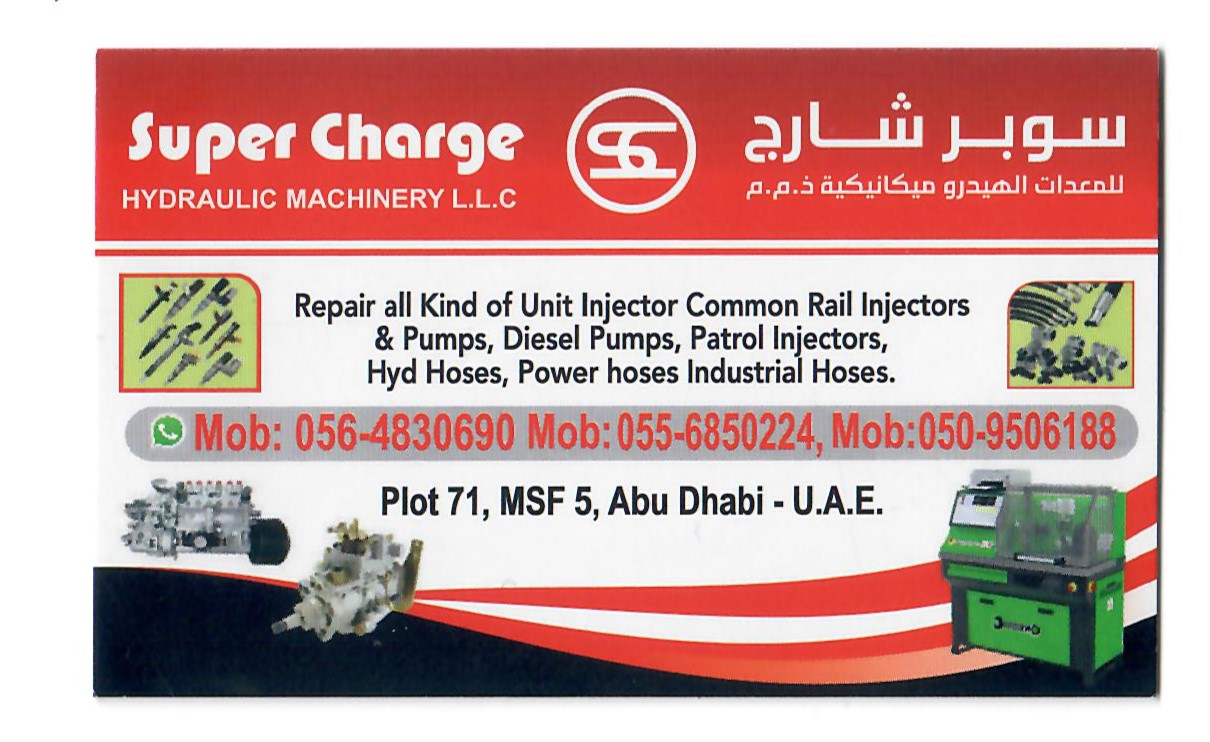 Super Charge
HYDRAULIC MACHINERY L.L.C
سوبر شارج
للمعدات الهيدرو ميكانيكية ذ.م.م
Repair all Kind of Unit Injector Common Rail Injectors
& Pumps, Diesel Pumps, Patrol Injectors,
Hyd Hoses, Power hoses Industrial Hoses.
Mob: 056-4830690 Mob: 055-6850224, Mob:050-9506188
Plot 71, MSF 5, Abu Dhabi - U.A.E.